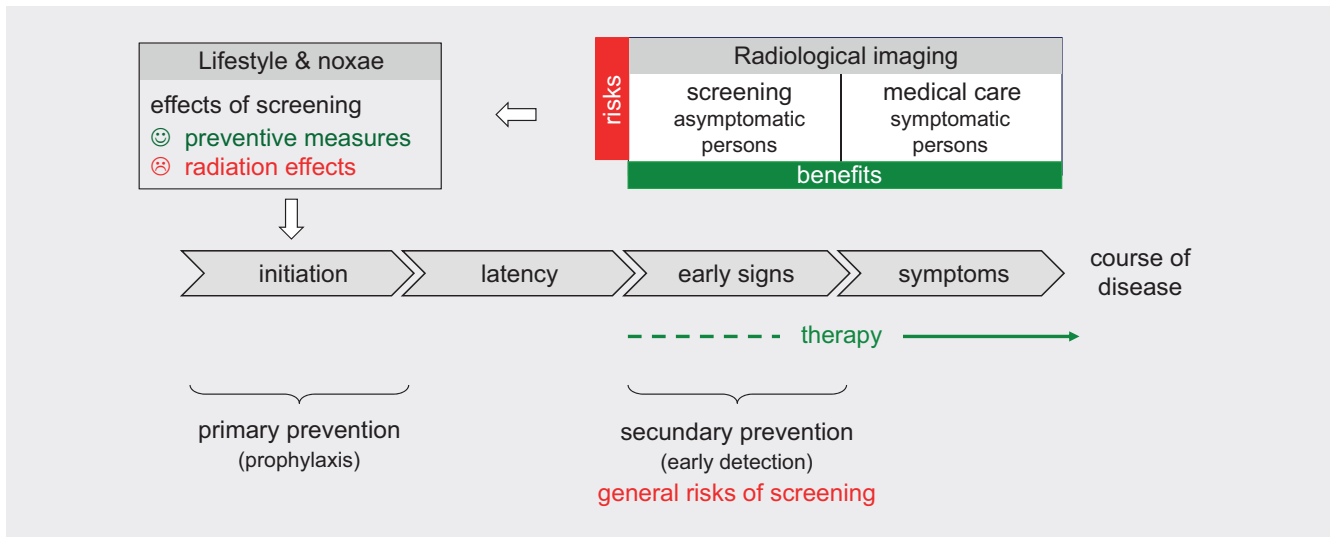 Lifestyle & noxae
effects of screening
☺ preventive measures
☹ radiation effects
risks
Radiological imaging
screening
asymptomatic
persons
medical care
symptomatic
persons
benefits
initiation
latency
early signs
symptoms
course of
disease
therapy
primary prevention
(prophylaxis)
secundary prevention
(early detection)
general risks of screening